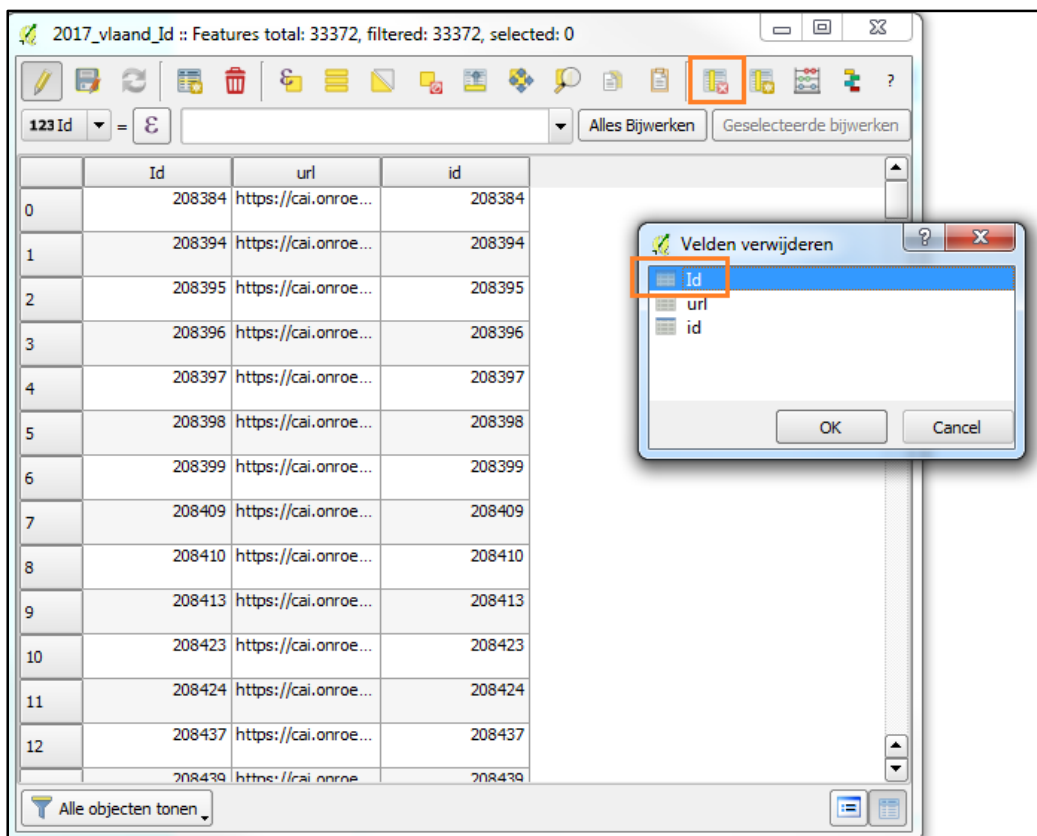 2017_vlaand_Id :: Features total: 33372, filtered: 33372, selected: 0
ε ?
123 Id = ε Alles Bijwerken Geselecteerde bijwerken
Id url id
0 208384 https://cai.onroe... 208384
1 208394 https://cai.onroe... 208394
2 208395 https://cai.onroe... 208395
3 208396 https://cai.onroe... 208396
4 208397 https://cai.onroe... 208397
5 208398 https://cai.onroe... 208398
6 208399 https://cai.onroe... 208399
7 208409 https://cai.onroe... 208409
8 208410 https://cai.onroe... 208410
9 208413 https://cai.onroe... 208413
10 208423 https://cai.onroe... 208423
11 208424 https://cai.onroe... 208424
12 208437 https://cai.onroe... 208437
208439 https://cai.onroe... 208439
Alle objecten tonen
Velden verwijderen ?
Id
url
id
OK Cancel